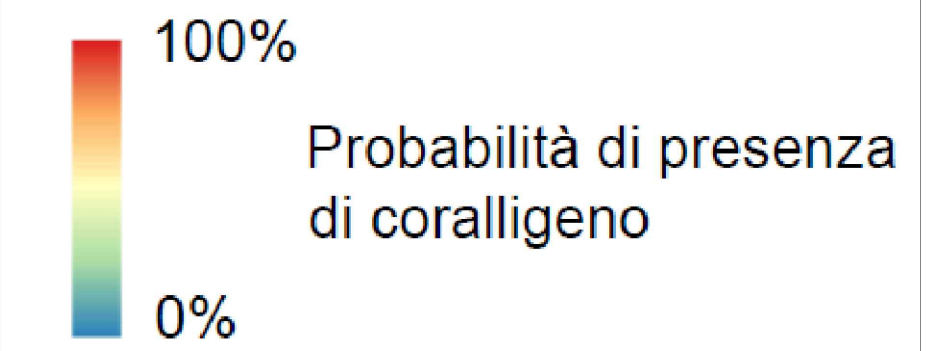 100%
Probabilità di presenza
di coralligeno
0%